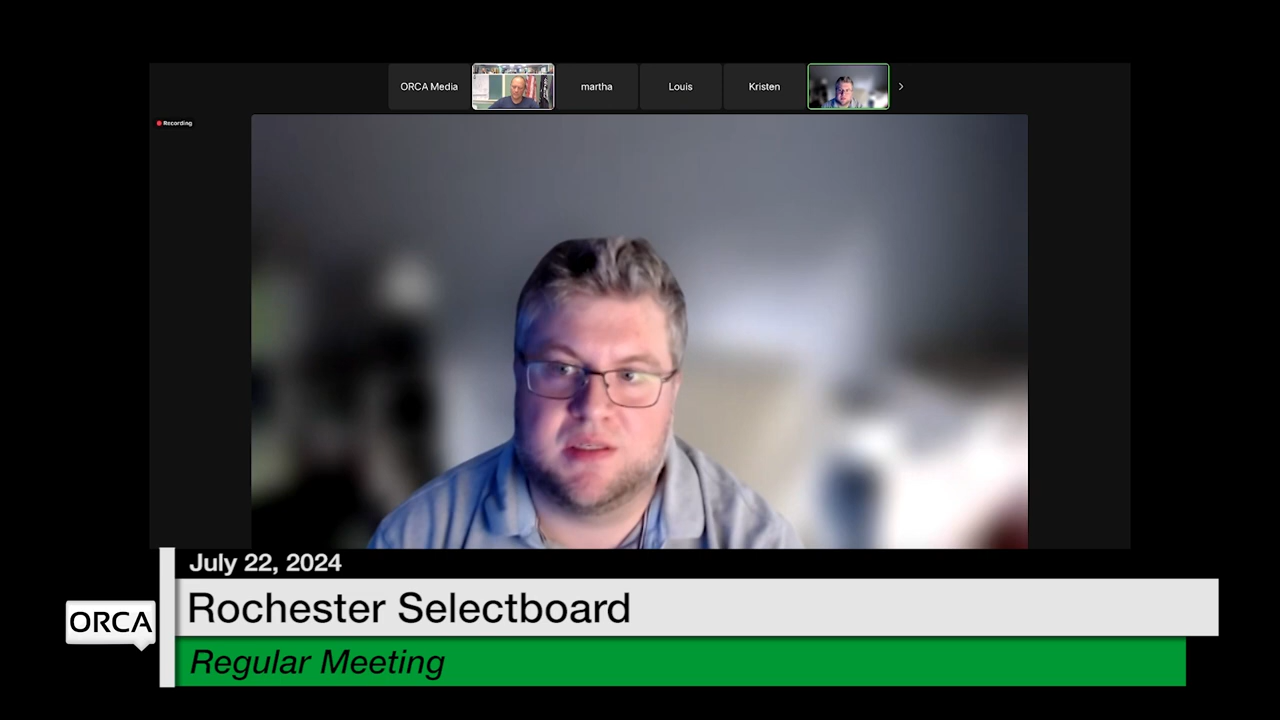 ORCA Media
martha
Louis
Kristen
Recording
July 22, 2024
Rochester Selectboard
ORCA
Regular Meeting